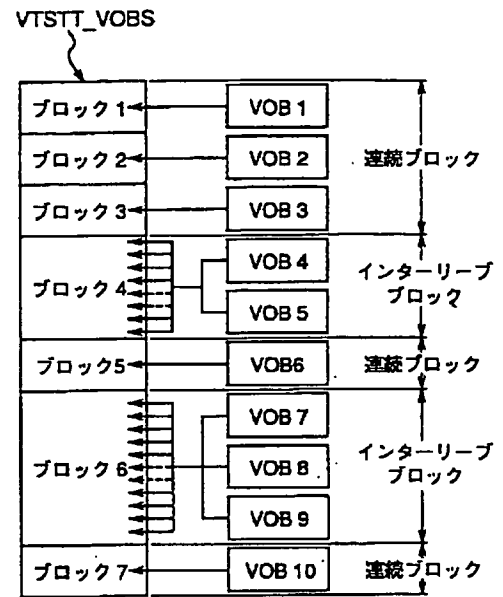 VTSTT_VOBS
ブロック1
VOB 1
ブロック2
VOB 2
連続ブロック
ブロック3
VOB 3
ブロック4
VOB 4
VOB 5
インターリーブ
ブロック
ブロック5
VOB6
連続ブロック
ブロック6
VOB 7
VOB 8
VOB 9
インターリーブ
ブロック
ブロック7
VOB 10
連続ブロック